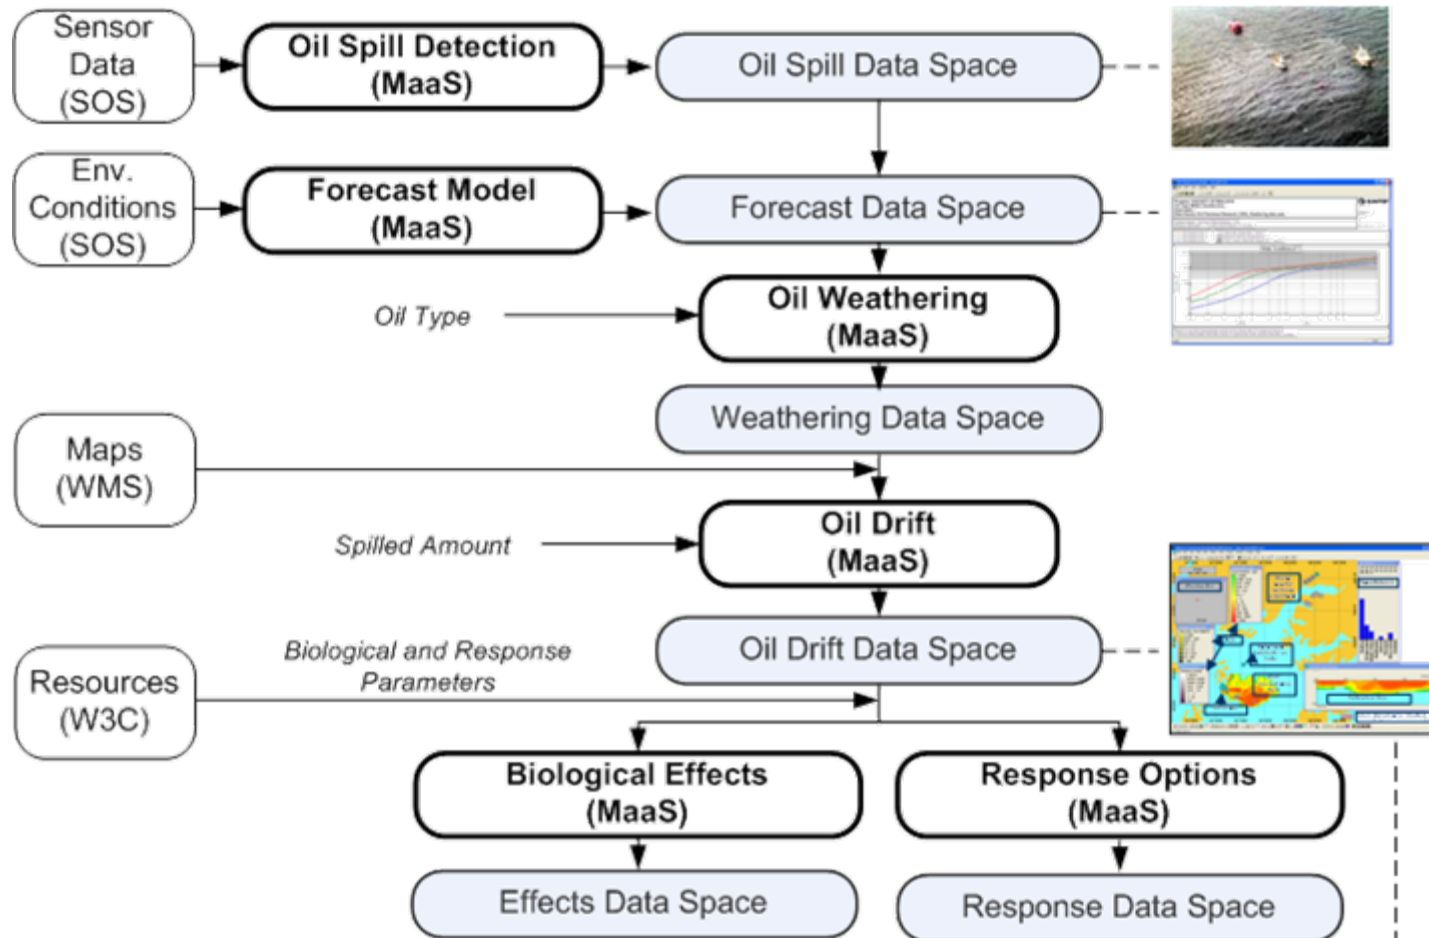 Sensor
Data
(SOS)
Oil Spill Detection
(MaaS)
Oil Spill Data Space
Env.
Conditions
(SOS)
Forecast Model
(MaaS)
Forecast Data Space
Oil Type
Oil Weathering
(MaaS)
Weathering Data Space
Maps
(WMS)
Spilled Amount
Oil Drift
(MaaS)
Oil Drift Data Space
Biological and Response
Parameters
Resources
(W3C)
Biological Effects
(MaaS)
Response Options
(MaaS)
Effects Data Space
Response Data Space